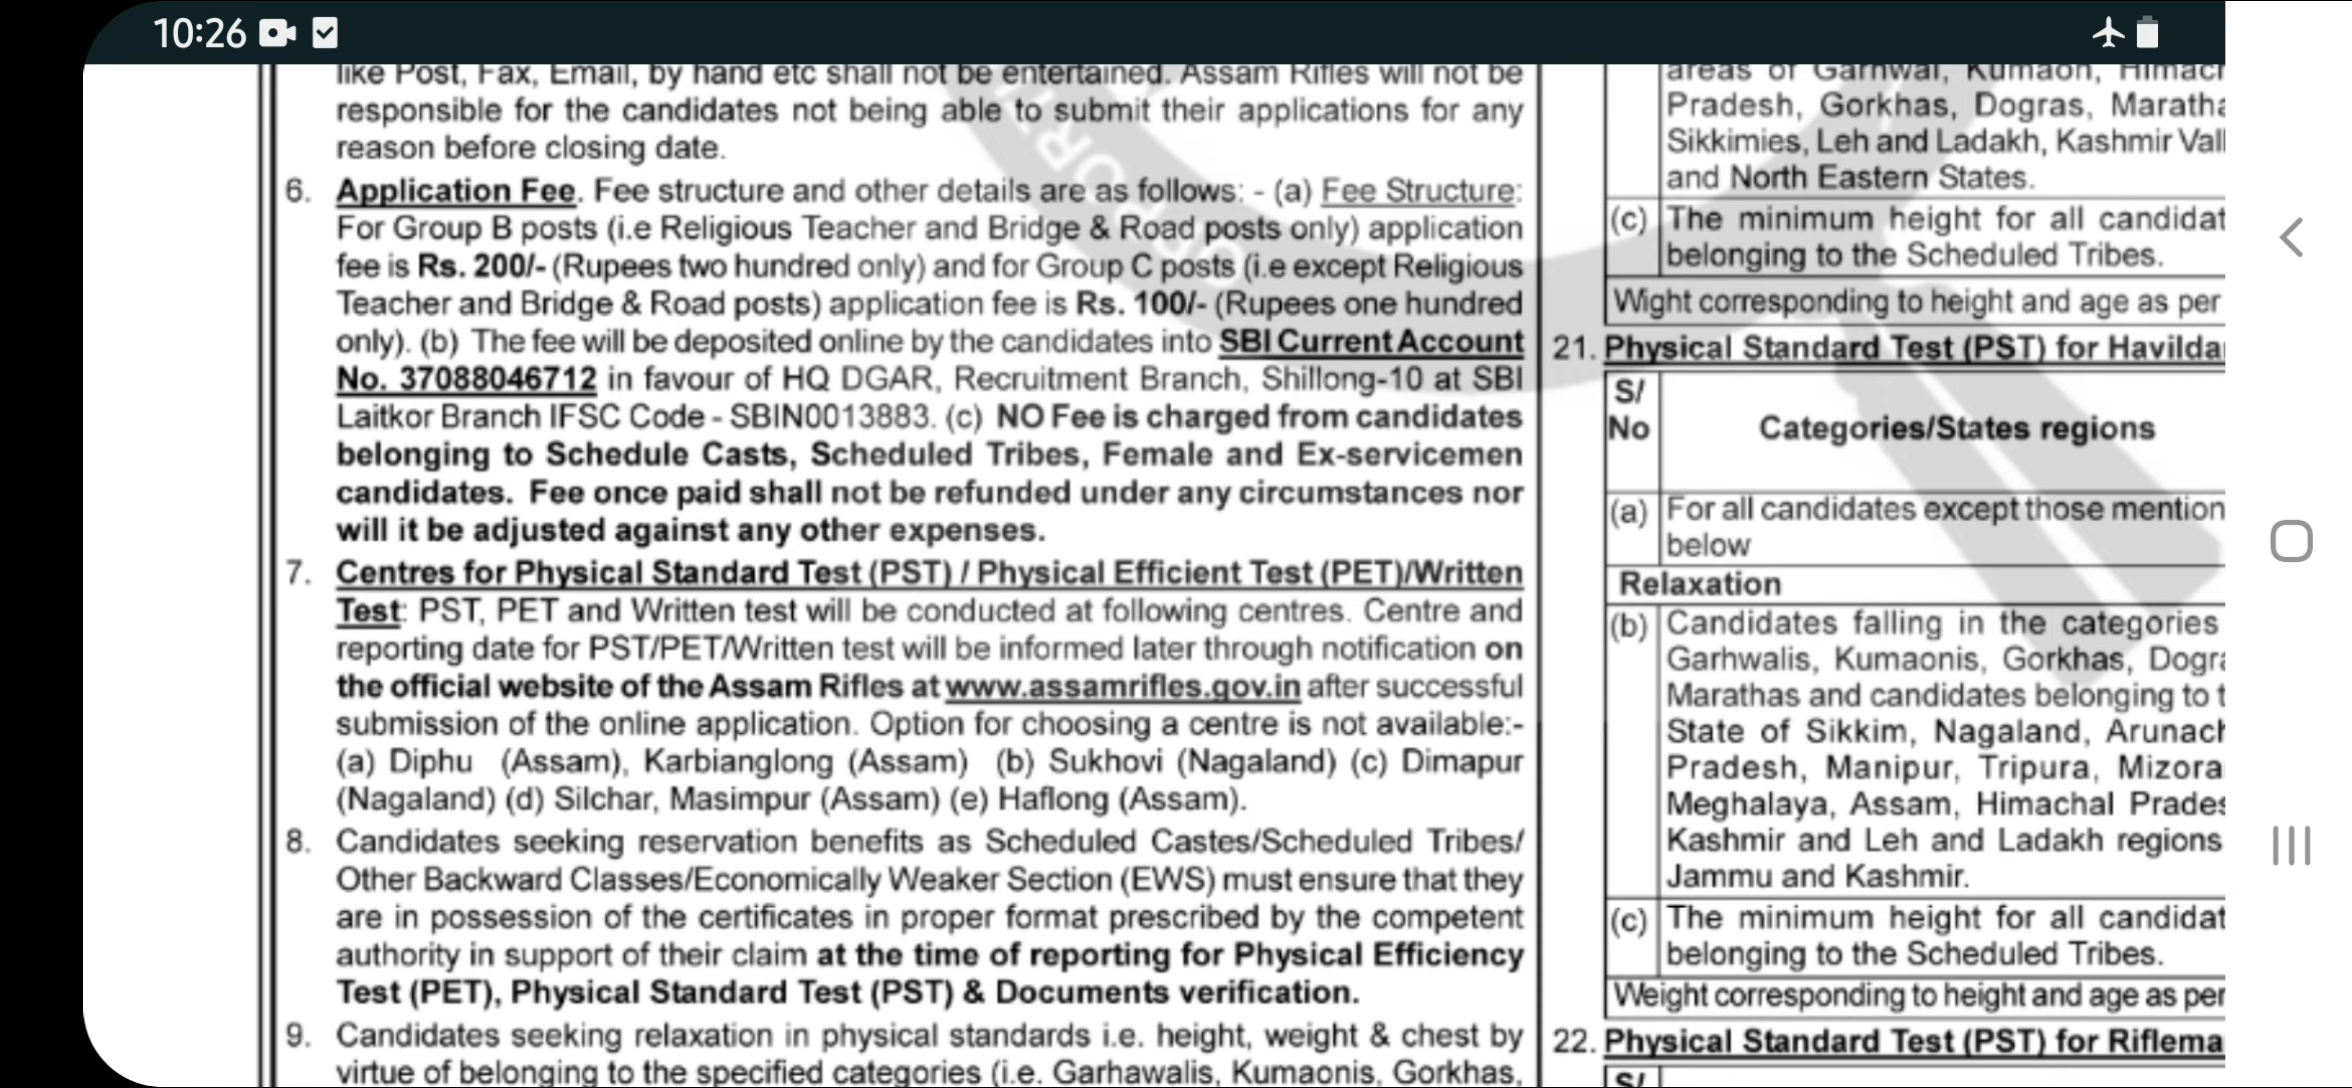 10:26
like Post, Fax, Email, by hand etc shall not be entertained. Assam Rifles will not be
responsible for the candidates not being able to submit their applications for any
reason before closing date.
6. Application Fee. Fee structure and other details are as follows: - (a) Fee Structure:
For Group B posts (i.e Religious Teacher and Bridge & Road posts only) application
fee is Rs. 200/- (Rupees two hundred only) and for Group C posts (i.e except Religious
Teacher and Bridge & Road posts) application fee is Rs. 100/- (Rupees one hundred
only). (b) The fee will be deposited online by the candidates into SBI Current Account
No. 37088046712 in favour of HQ DGAR, Recruitment Branch, Shillong-10 at SBI
Laitkor Branch IFSC Code - SBIN0013883. (c) NO Fee is charged from candidates
belonging to Schedule Casts, Scheduled Tribes, Female and Ex-servicemen
candidates. Fee once paid shall not be refunded under any circumstances nor
will it be adjusted against any other expenses.
7. Centres for Physical Standard Test (PST) / Physical Efficient Test (PET)/Written
Test: PST, PET and Written test will be conducted at following centres. Centre and
reporting date for PST/PET/Written test will be informed later through notification on
the official website of the Assam Rifles at www.assamrifles.gov.in after successful
submission of the online application. Option for choosing a centre is not available:-
(a) Diphu (Assam), Karbianglong (Assam) (b) Sukhovi (Nagaland) (c) Dimapur
(Nagaland) (d) Silchar, Masimpur (Assam) (e) Haflong (Assam).
8. Candidates seeking reservation benefits as Scheduled Castes/Scheduled Tribes/
Other Backward Classes/Economically Weaker Section (EWS) must ensure that they
are in possession of the certificates in proper format prescribed by the competent
authority in support of their claim at the time of reporting for Physical Efficiency
Test (PET), Physical Standard Test (PST) & Documents verification.
9. Candidates seeking relaxation in physical standards i.e. height, weight & chest by
virtue of belonging to the specified categories (i.e. Garhawalis, Kumaonis, Gorkhas,
areas of Garhwal, Kumaon, Himach
Pradesh, Gorkhas, Dogras, Maratha
Sikkimies, Leh and Ladakh, Kashmir Vall
and North Eastern States.
(c) The minimum height for all candidat
belonging to the Scheduled Tribes.
Wight corresponding to height and age as per
21. Physical Standard Test (PST) for Havilda
S/
No Categories/States regions
(a) For all candidates except those mention
below
Relaxation
(b) Candidates falling in the categories
Garhwalis, Kumaonis, Gorkhas, Dogra
Marathas and candidates belonging to t
State of Sikkim, Nagaland, Arunach
Pradesh, Manipur, Tripura, Mizora
Meghalaya, Assam, Himachal Prades
Kashmir and Leh and Ladakh regions
Jammu and Kashmir.
(c) The minimum height for all candidat
belonging to the Scheduled Tribes.
Weight corresponding to height and age as per
22. Physical Standard Test (PST) for Riflema
S/